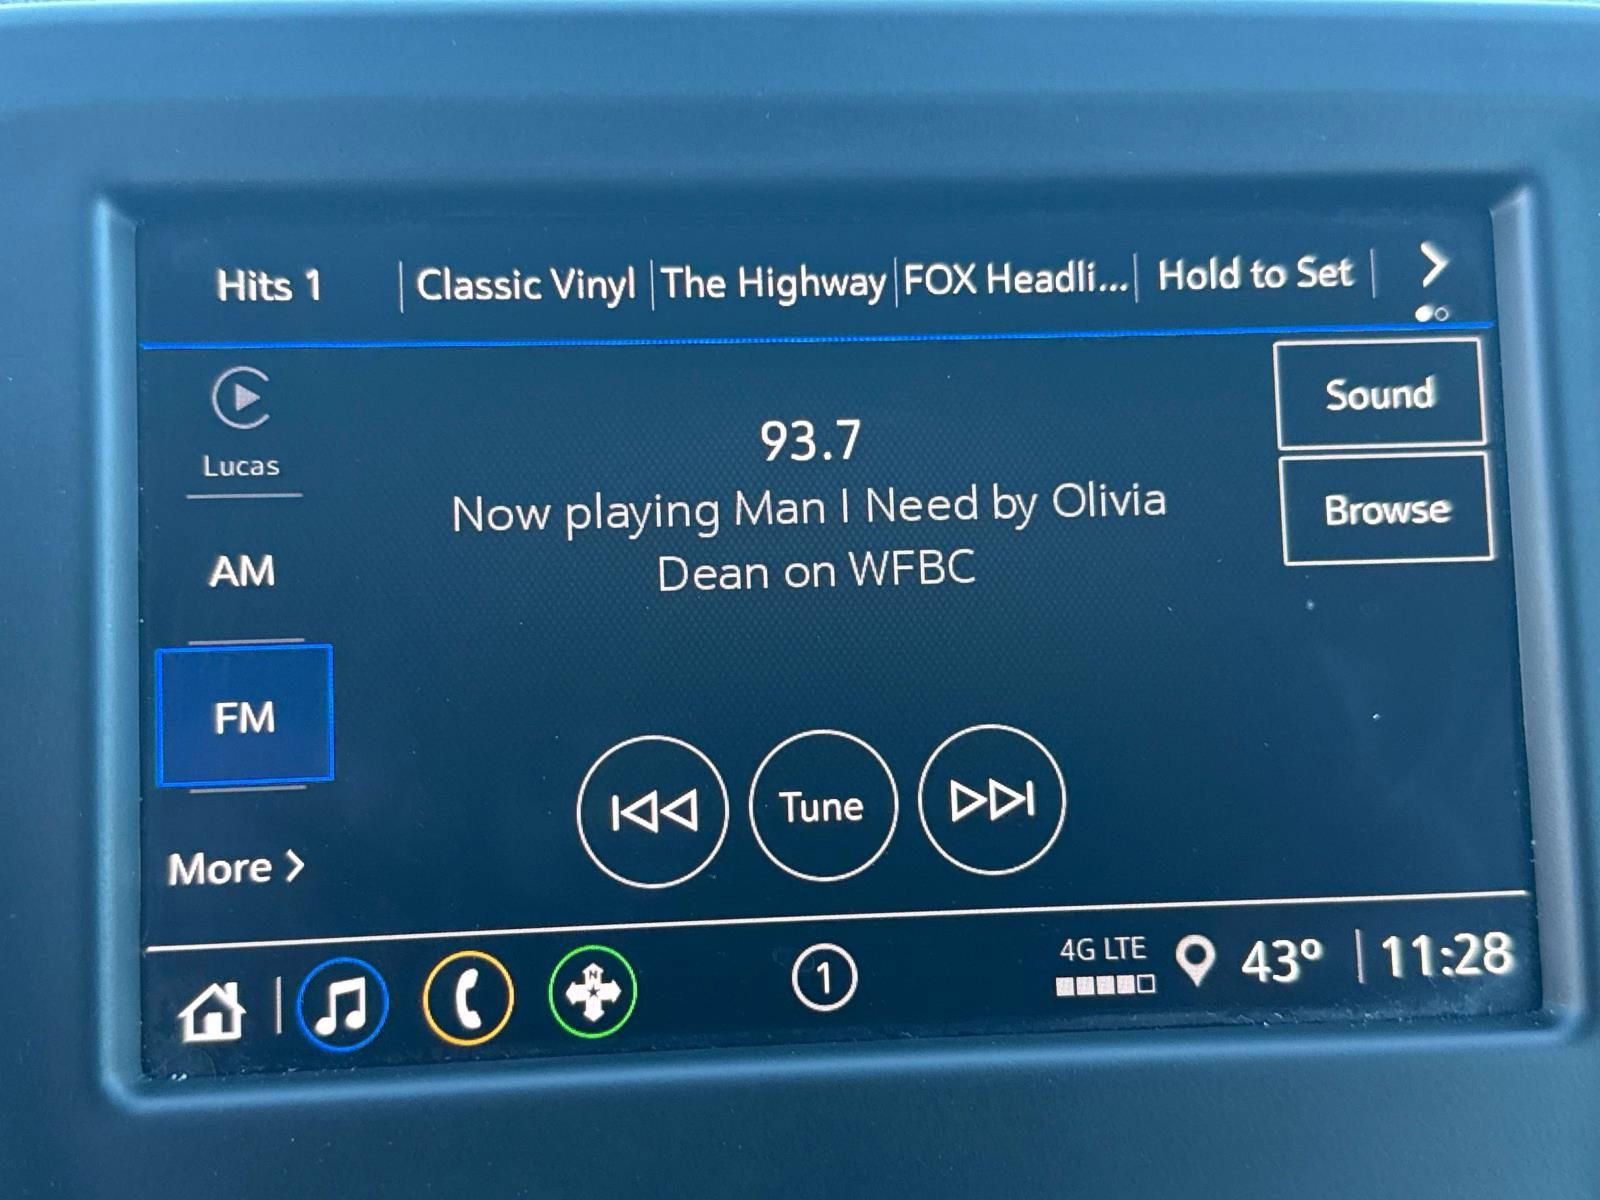 Hits 1 Classic Vinyl The Highway FOX Headli... Hold to Set
Lucas
AM
FM
More
93.7
Now playing Man I Need by Olivia
Dean on WFBC
Sound
Browse
Tune
N
1
4G LTE
43°
11:28